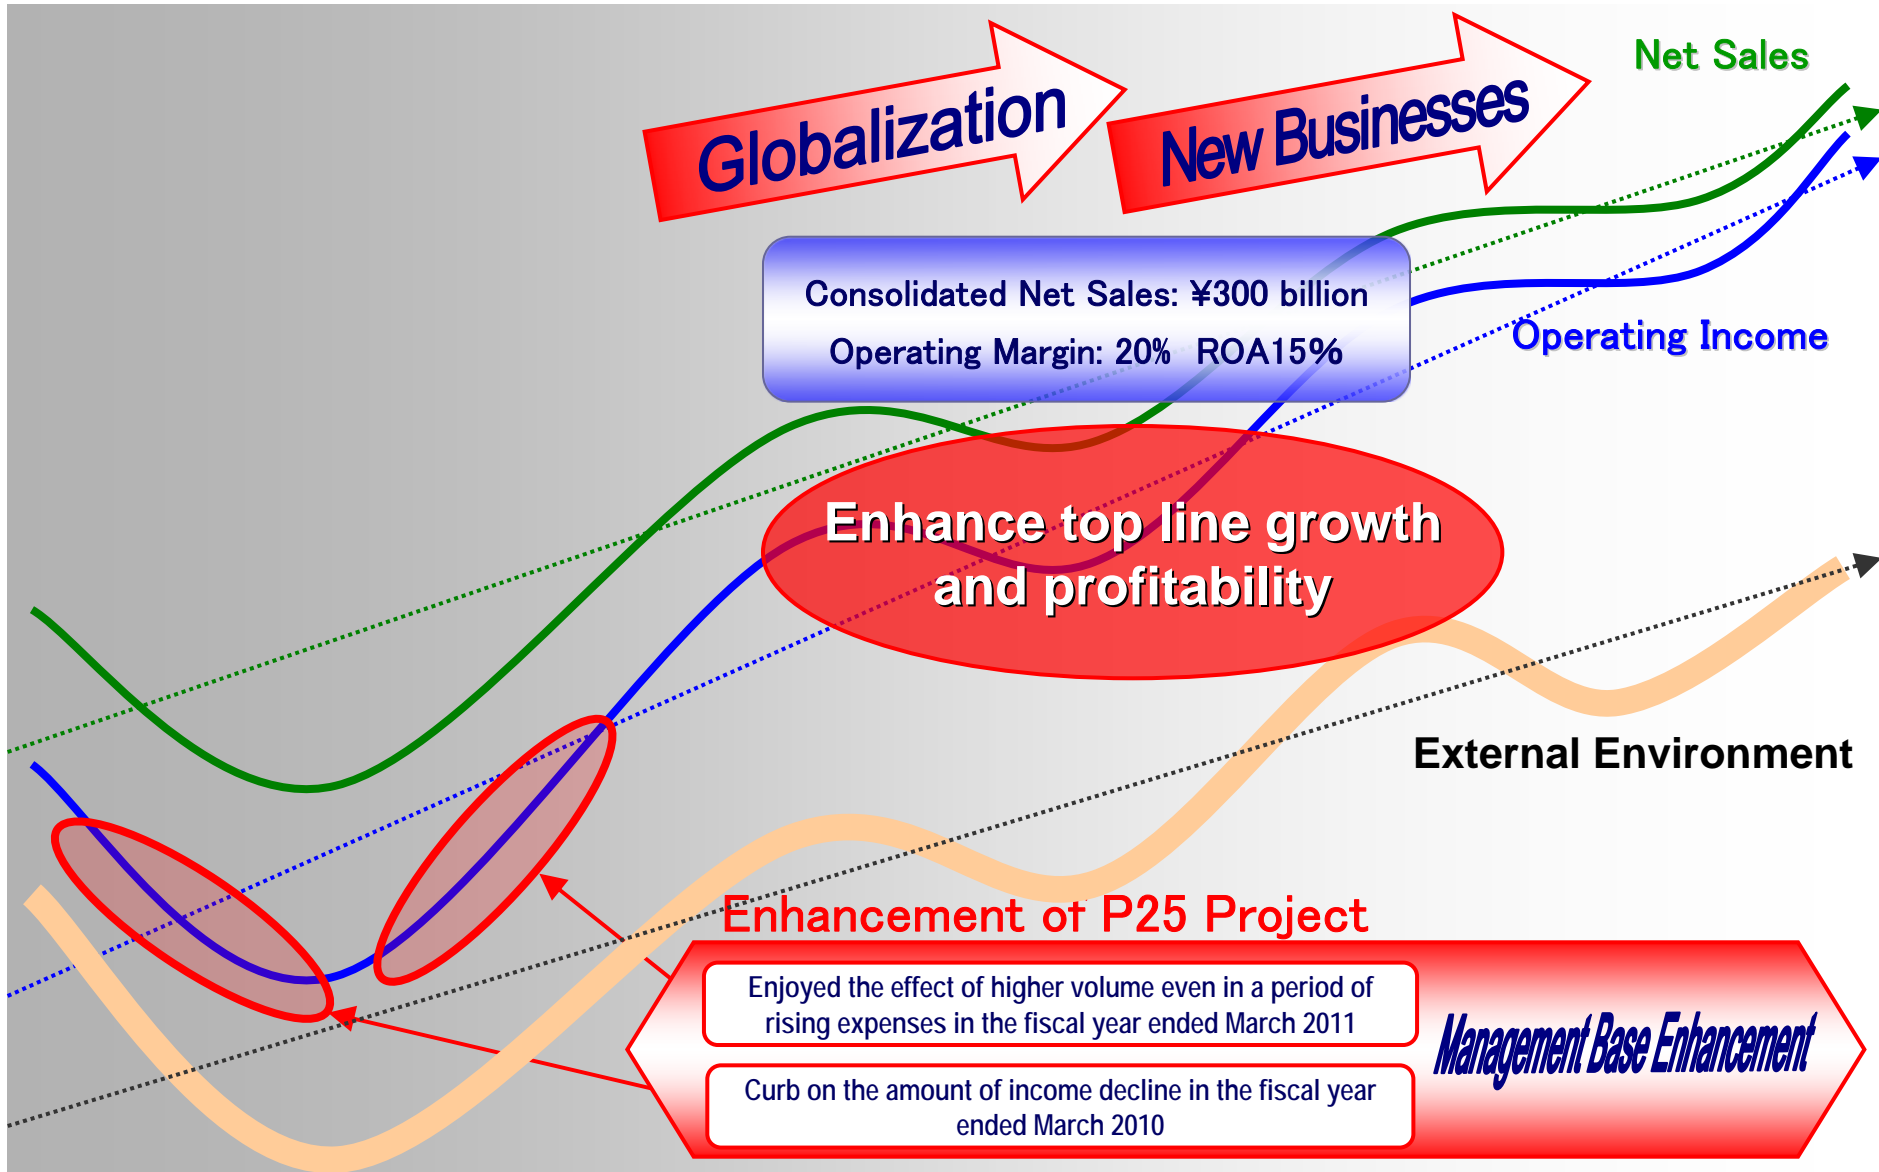 Globalization
New Businesses
Net Sales
Consolidated Net Sales: ¥300 billion
Operating Margin: 20% ROA15%
Operating Income
Enhance top line growth
and profitability
External Environment
Enhancement of P25 Project
Enjoyed the effect of higher volume even in a period of
rising expenses in the fiscal year ended March 2011
Management Base Enhancement
Curb on the amount of income decline in the fiscal year
ended March 2010